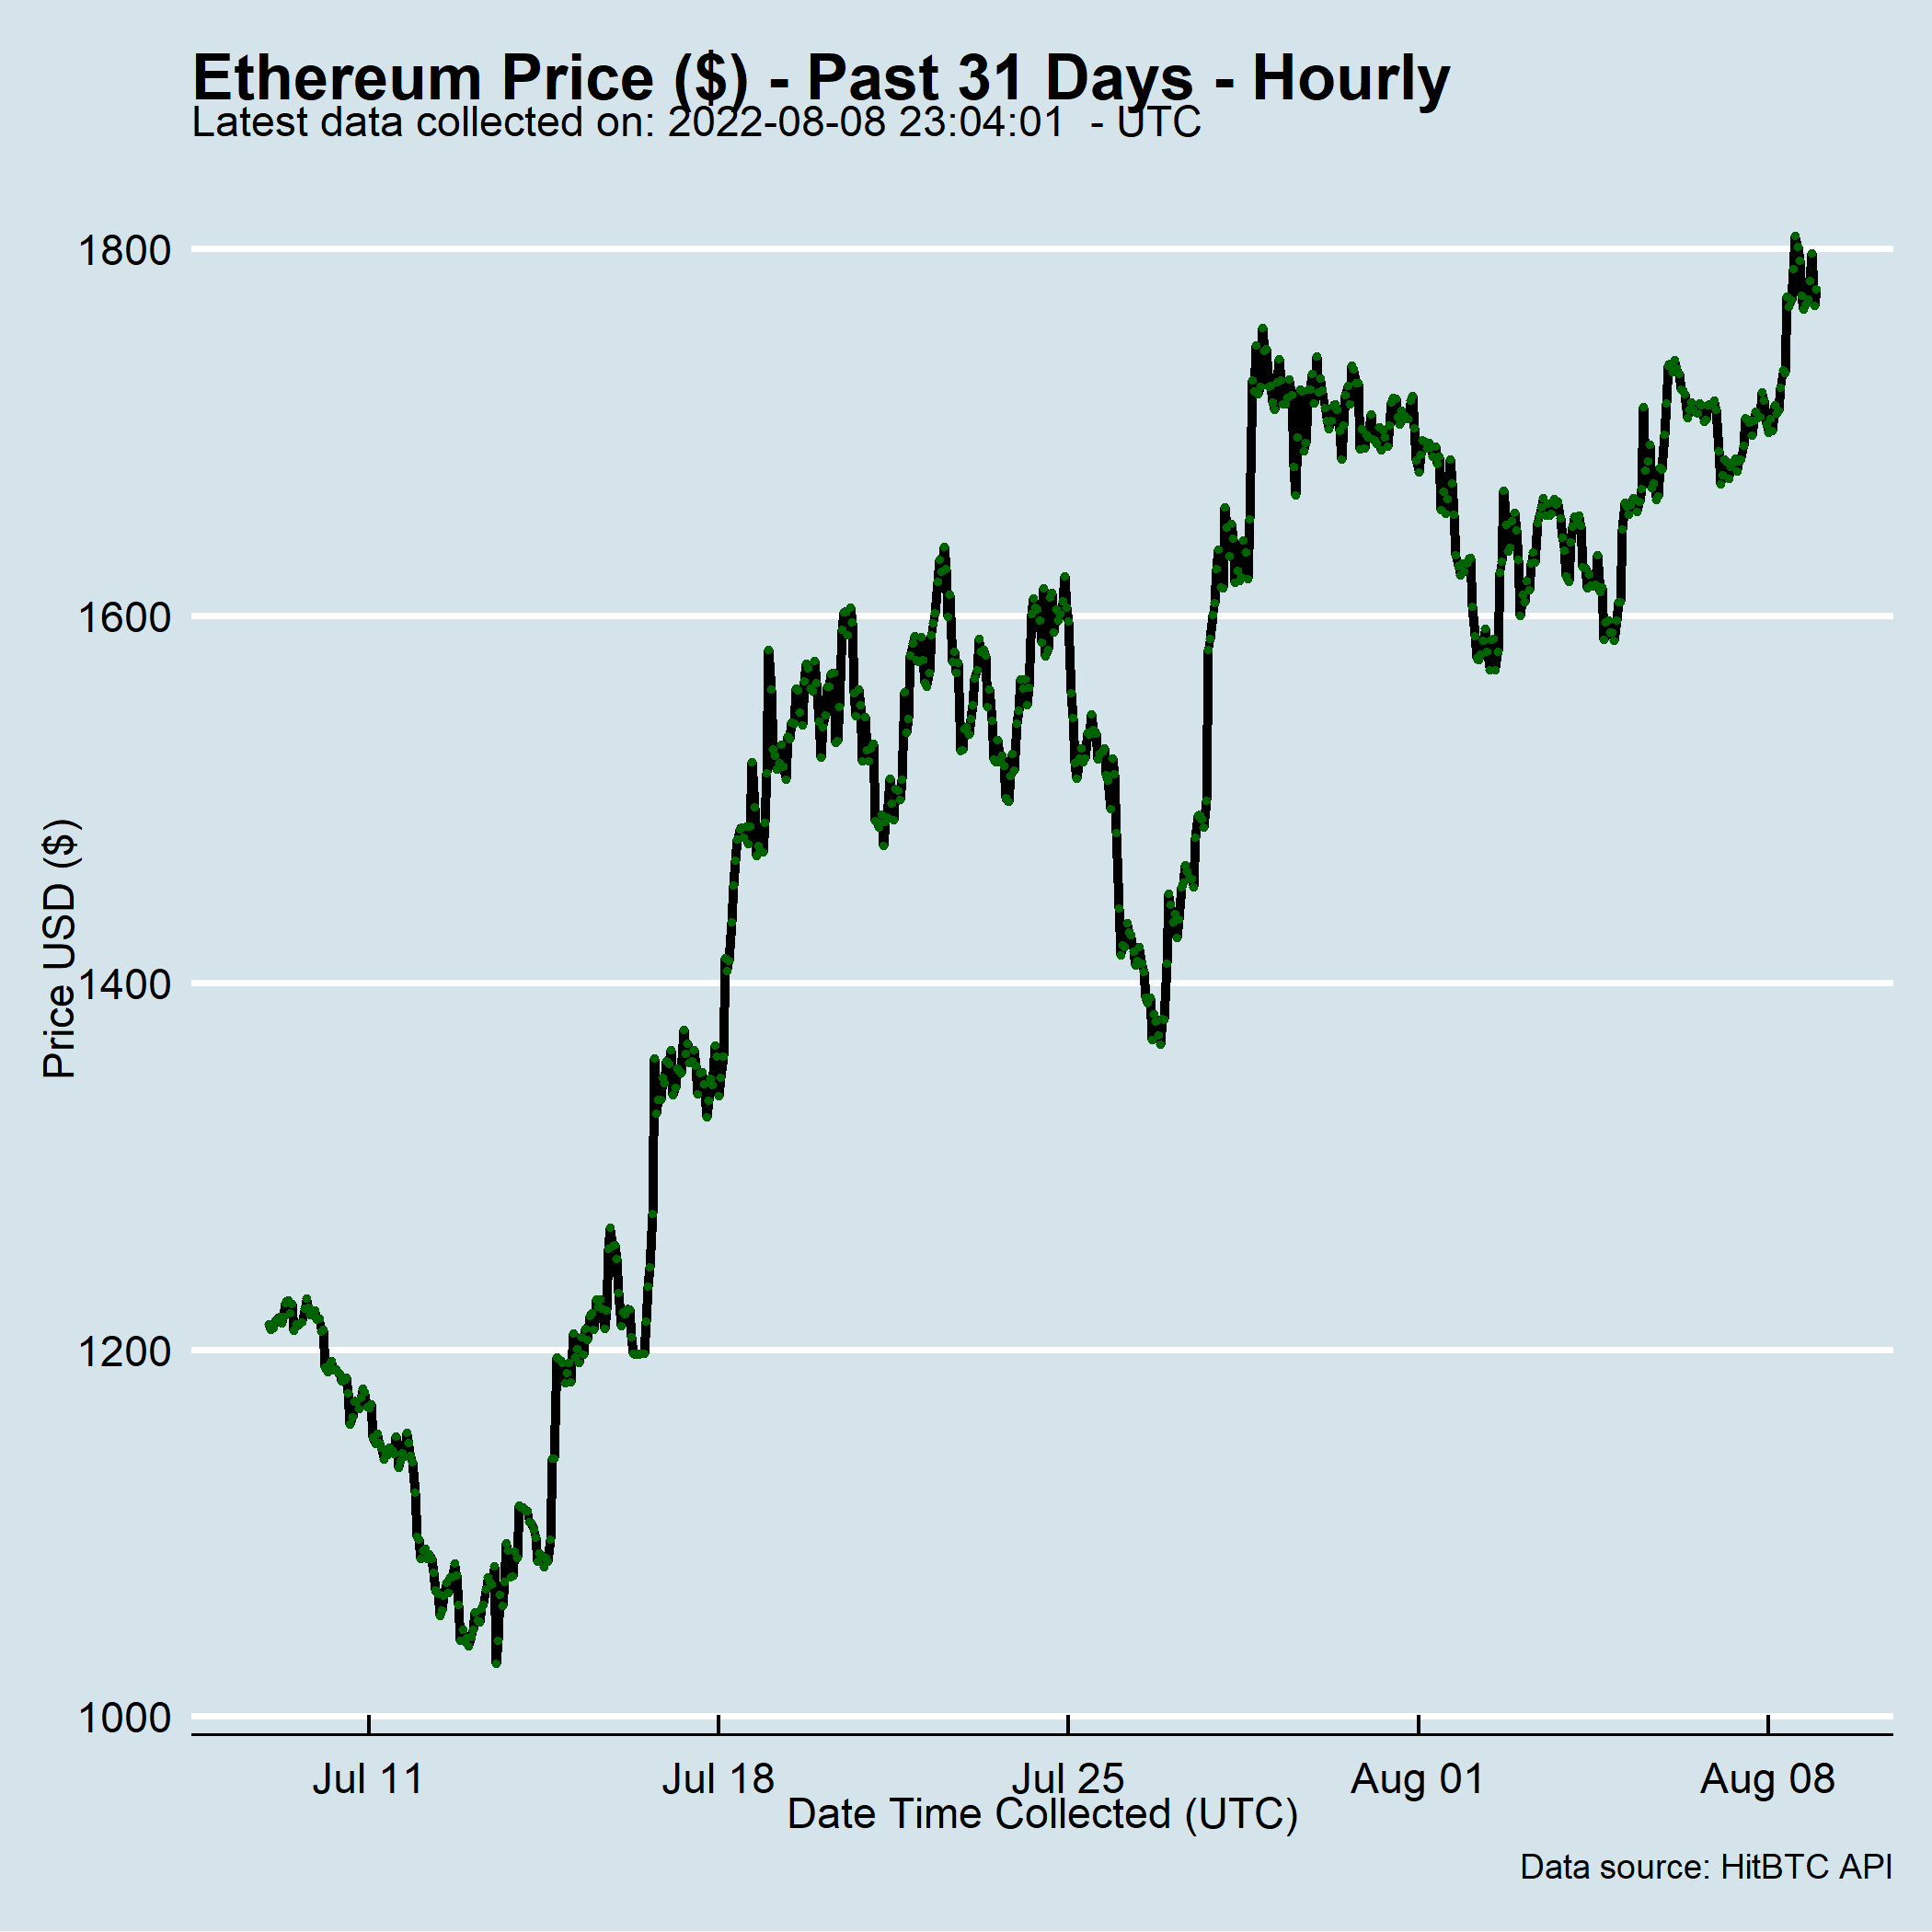 Ethereum Price ($) - Past 31 Days - Hourly
Latest data collected on: 2022-08-08 23:04:01  - UTC
1800
1600
1400
1200
1000
Price USD ($)
Jul 11
Jul 18
Jul 25
Aug 01
Aug 08
Date Time Collected (UTC)
Data source: HitBTC API